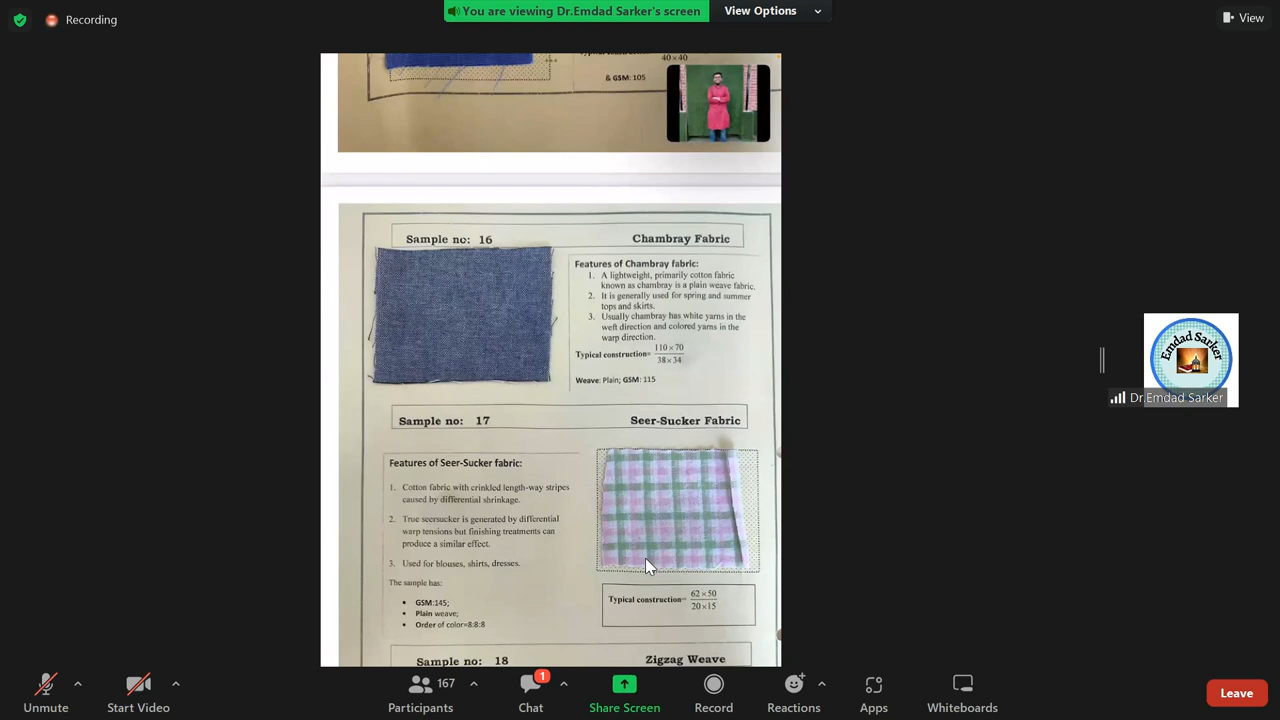 Recording
You are viewing Dr.Emdad Sarker's screen
View Options
View
40×40
& GSM: 105
Sample no: 16
Chambray Fabric
Features of Chambray fabric:
1. A lightweight, primarily cotton fabric
known as chambray is a plain weave fabric.
2. It is generally used for spring and summer
tops and skirts.
3. Usually chambray has white yarns in the
weft direction and colored yarns in the
warp direction.
Typical construction= 110×70
38×34
Weave: Plain; GSM: 115
Sample no: 17
Seer-Sucker Fabric
Features of Seer-Sucker fabric:
1. Cotton fabric with crinkled length-way stripes
caused by differential shrinkage.
2. True seersucker is generated by differential
warp tensions but finishing treatments can
produce a similar effect.
3. Used for blouses, shirts, dresses.
The sample has:
• GSM:145;
• Plain weave;
• Order of color=8:8:8
Typical construction= 62×50
20×15
Sample no: 18
Zigzag Weave
Emdad Sarker
Dr.Emdad Sarker
Unmute
Start Video
167
Participants
1
Chat
Share Screen
Record
Reactions
Apps
Whiteboards
Leave